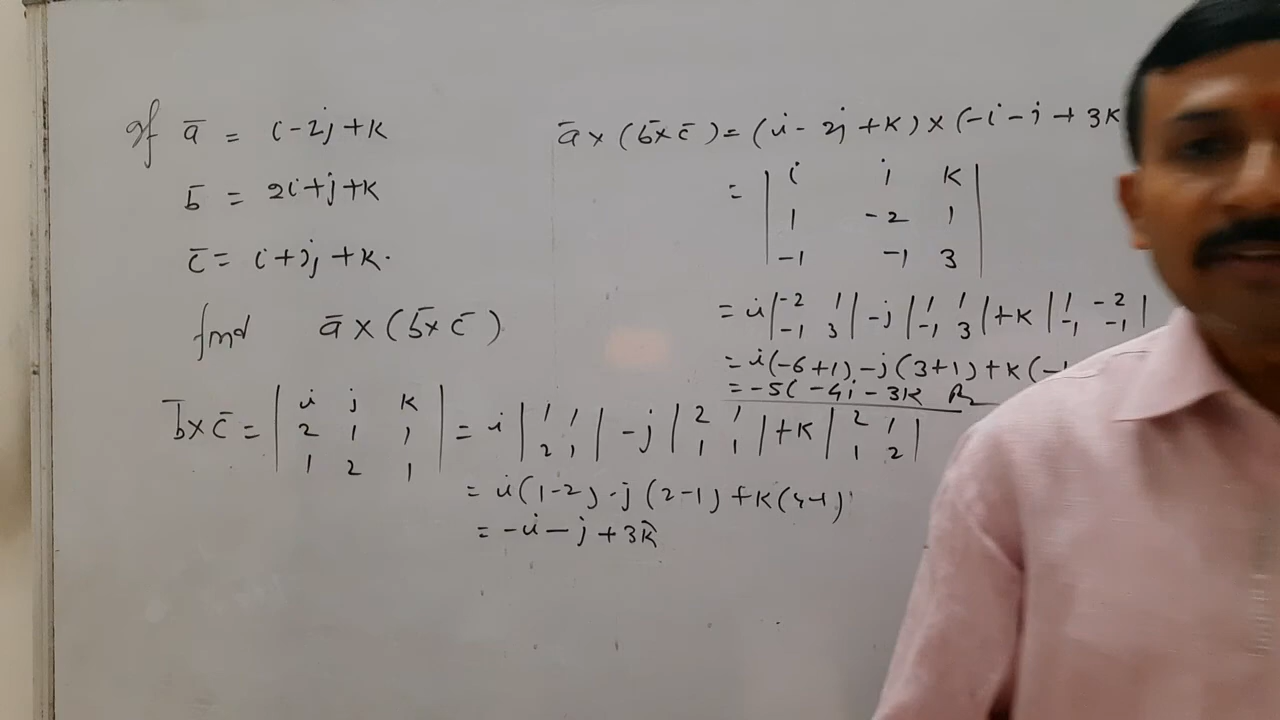 If a̅ = i - 2j + k
b̅ = 2i + j + k
c̅ = i + 2j + k.
find a̅ × (b̅ × c̅)
b̅ × c̅ = | i j k | = i | 1 1 | - j | 2 1 | + k | 2 1 |
| 2 1 1 | | 2 1 | | 1 1 | | 1 2 |
| 1 2 1 |
= i(1-2) - j(2-1) + k(4-1)
= -i - j + 3k
a̅ × (b̅ × c̅) = (i - 2j + k) × (-i - j + 3k
= | i j k |
| 1 -2 1 |
| -1 -1 3 |
= i | -2 1 | - j | 1 1 | + k | 1 -2 |
| -1 3 | | -1 3 | | -1 -1 |
= i(-6+1) - j(3+1) + k(-1
= -5i - 4j - 3k